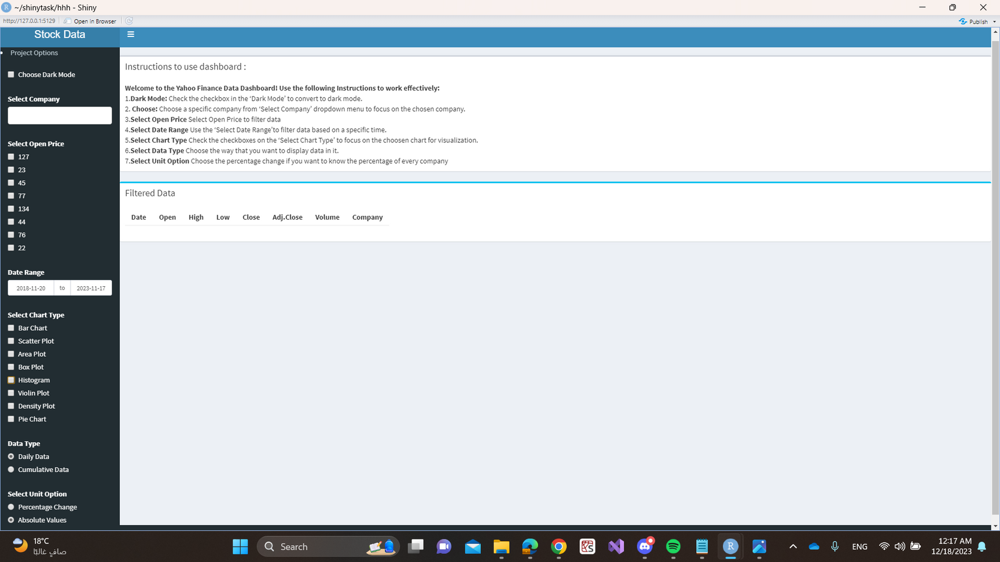 ~/shinytask/hhh - Shiny
http://127.0.0.1:5129
Open in Browser
Publish
Stock Data
Project Options
Choose Dark Mode
Select Company
Select Open Price
127
23
45
77
134
44
76
22
Date Range
2018-11-20 to 2023-11-17
Select Chart Type
Bar Chart
Scatter Plot
Area Plot
Box Plot
Histogram
Violin Plot
Density Plot
Pie Chart
Data Type
Daily Data
Cumulative Data
Select Unit Option
Percentage Change
Absolute Values
Instructions to use dashboard :
Welcome to the Yahoo Finance Data Dashboard! Use the following Instructions to work effectively:
1.Dark Mode: Check the checkbox in the ‘Dark Mode’ to convert to dark mode.
2. Choose: Choose a specific company from ‘Select Company’ dropdown menu to focus on the chosen company.
3.Select Open Price Select Open Price to filter data
4.Select Date Range Use the ‘Select Date Range’to filter data based on a specific time.
5.Select Chart Type Check the checkboxes on the ‘Select Chart Type’ to focus on the choosen chart for visualization.
6.Select Data Type Choose the way that you want to display data in it.
7.Select Unit Option Choose the percentage change if you want to know the percentage of every company
Filtered Data
Date Open High Low Close Adj.Close Volume Company
18°C
صافٍ غالبًا
Search
ENG
12:17 AM
12/18/2023